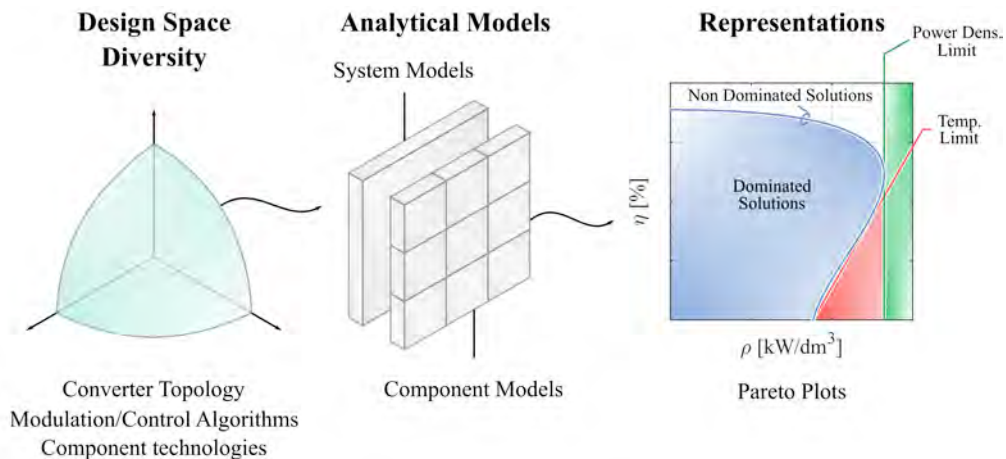 Design Space
Diversity
Converter Topology
Modulation/Control Algorithms
Component technologies
Analytical Models
System Models
Component Models
Representations
Power Dens.
Limit
Temp.
Limit
Non Dominated Solutions
Dominated
Solutions
η [%]
ρ [kW/dm³]
Pareto Plots